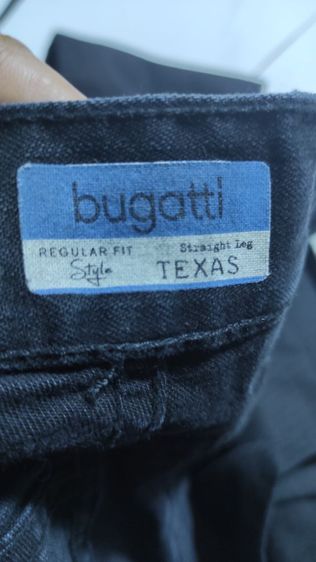 bugatti
REGULAR FIT Straight Leg
Style TEXAS